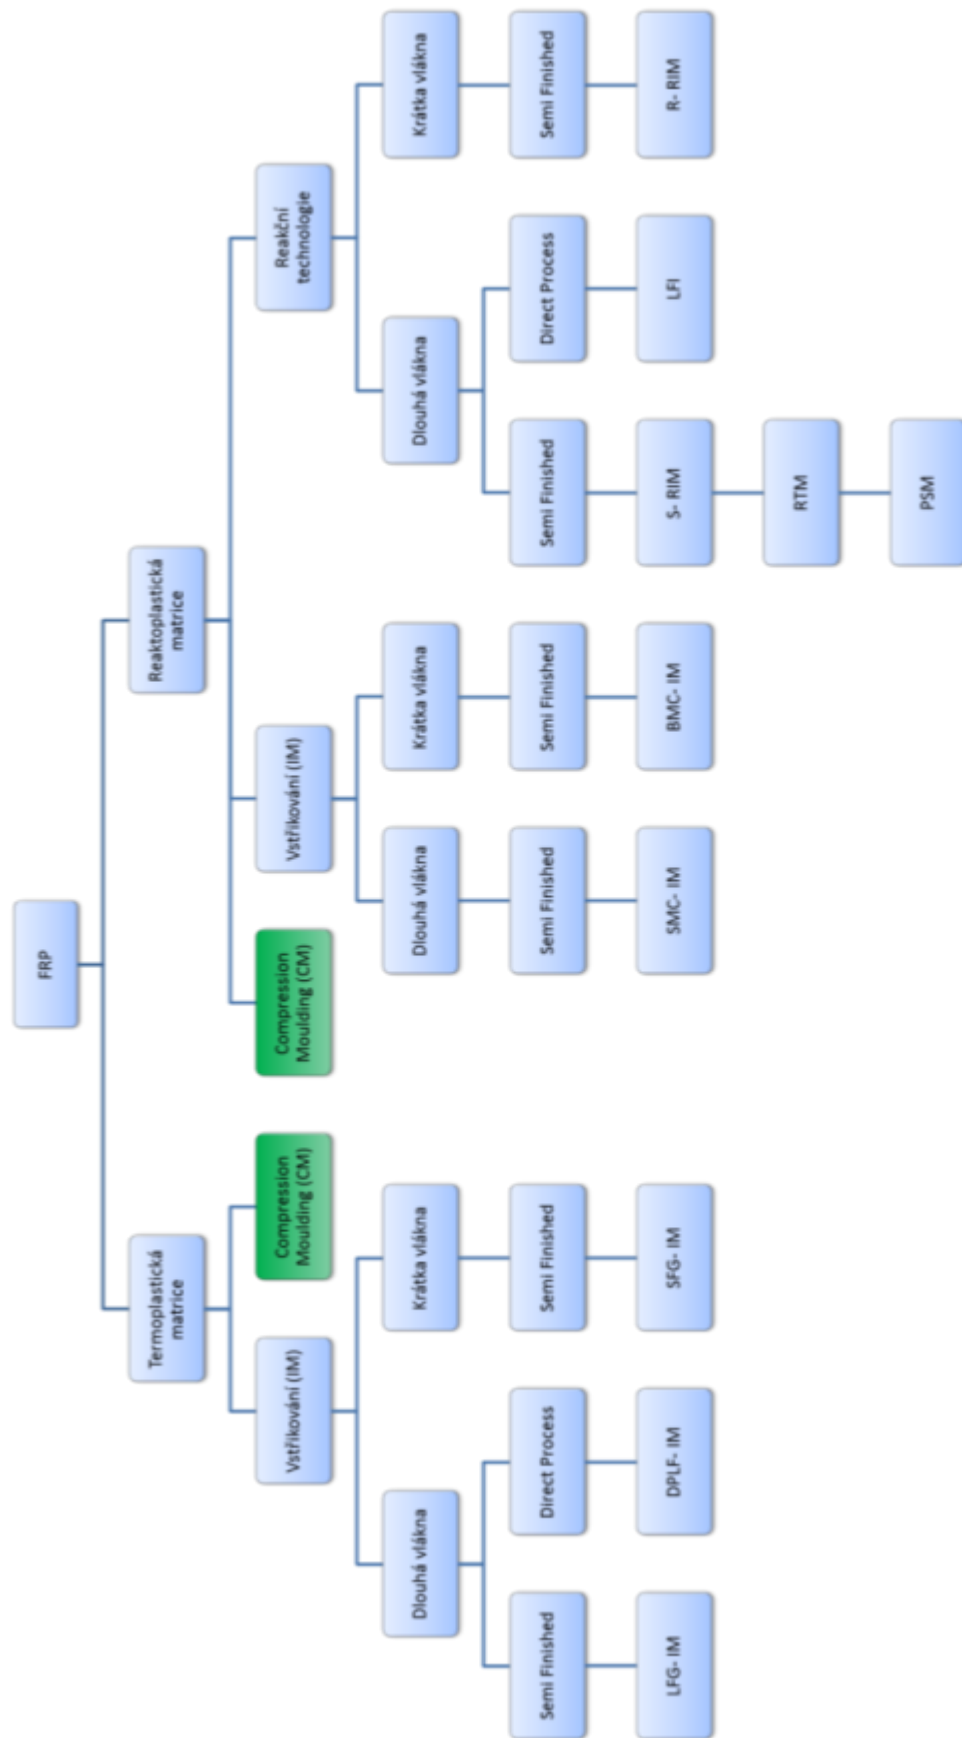 FRP
Termoplastická
matrice
Reaktoplastická
matrice
Vstřikování (IM)
Compression
Moulding (CM)
Compression
Moulding (CM)
Vstřikování (IM)
Reakční
technologie
Dlouhá vlákna
Krátka vlákna
Dlouhá vlákna
Krátka vlákna
Dlouhá vlákna
Krátka vlákna
Semi Finished
Direct Process
Semi Finished
Semi Finished
Semi Finished
Semi Finished
Direct Process
Semi Finished
LFG- IM
DPLF- IM
SFG- IM
SMC- IM
BMC- IM
S- RIM
LFI
R- RIM
RTM
PSM